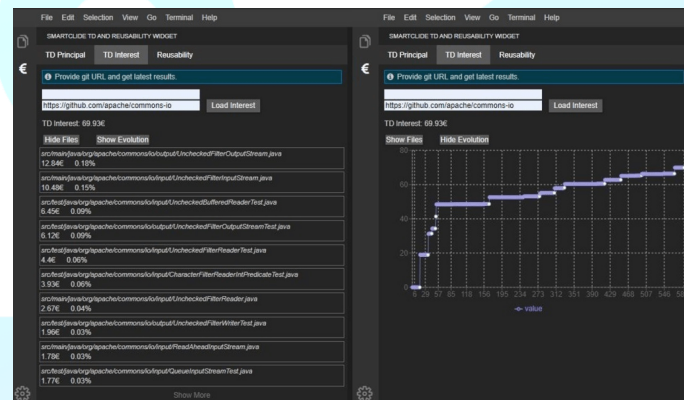 File Edit Selection View Go Terminal Help
SMARTCLIDE TD AND REUSABILITY WIDGET
TD Principal TD Interest Reusability
Provide git URL and get latest results.
https://github.com/apache/commons-io Load Interest
TD Interest: 69.93€
Hide Files Show Evolution
src/main/java/org/apache/commons/io/output/UncheckedFilterOutputStream.java
12.84€ 0.18%
src/main/java/org/apache/commons/io/input/UncheckedFilterInputStream.java
10.48€ 0.15%
src/test/java/org/apache/commons/io/input/UncheckedBufferedReaderTest.java
6.45€ 0.09%
src/test/java/org/apache/commons/io/output/UncheckedFilterOutputStreamTest.java
6.12€ 0.09%
src/test/java/org/apache/commons/io/input/UncheckedFilterReaderTest.java
4.4€ 0.06%
src/test/java/org/apache/commons/io/input/CharacterFilterReaderIntPredicateTest.java
3.93€ 0.06%
src/main/java/org/apache/commons/io/input/UncheckedFilterReader.java
2.67€ 0.04%
src/test/java/org/apache/commons/io/output/UncheckedFilterWriterTest.java
1.96€ 0.03%
src/main/java/org/apache/commons/io/input/ReadAheadInputStream.java
1.78€ 0.03%
src/test/java/org/apache/commons/io/input/QueueInputStreamTest.java
1.77€ 0.03%
Show More
File Edit Selection View Go Terminal Help
SMARTCLIDE TD AND REUSABILITY WIDGET
TD Principal TD Interest Reusability
Provide git URL and get latest results.
https://github.com/apache/commons-io Load Interest
TD Interest: 69.93€
Show Files Hide Evolution
80
60
40
20
0
6 29 57 85 118 156 195 234 273 312 351 390 429 468 507 546
value